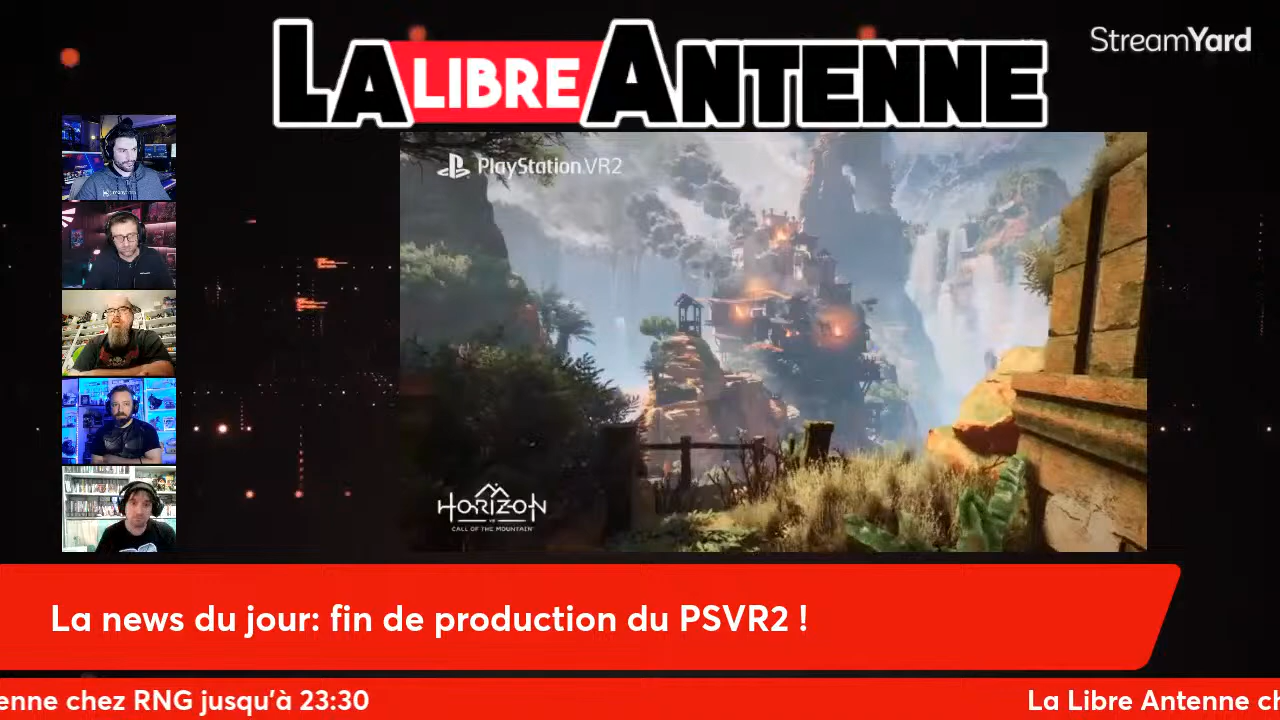 LA LIBRE ANTENNE
StreamYard
PlayStation.VR2
HORIZON
VR
CALL OF THE MOUNTAIN
La news du jour: fin de production du PSVR2 !
enne chez RNG jusqu'à 23:30
La Libre Antenne ch